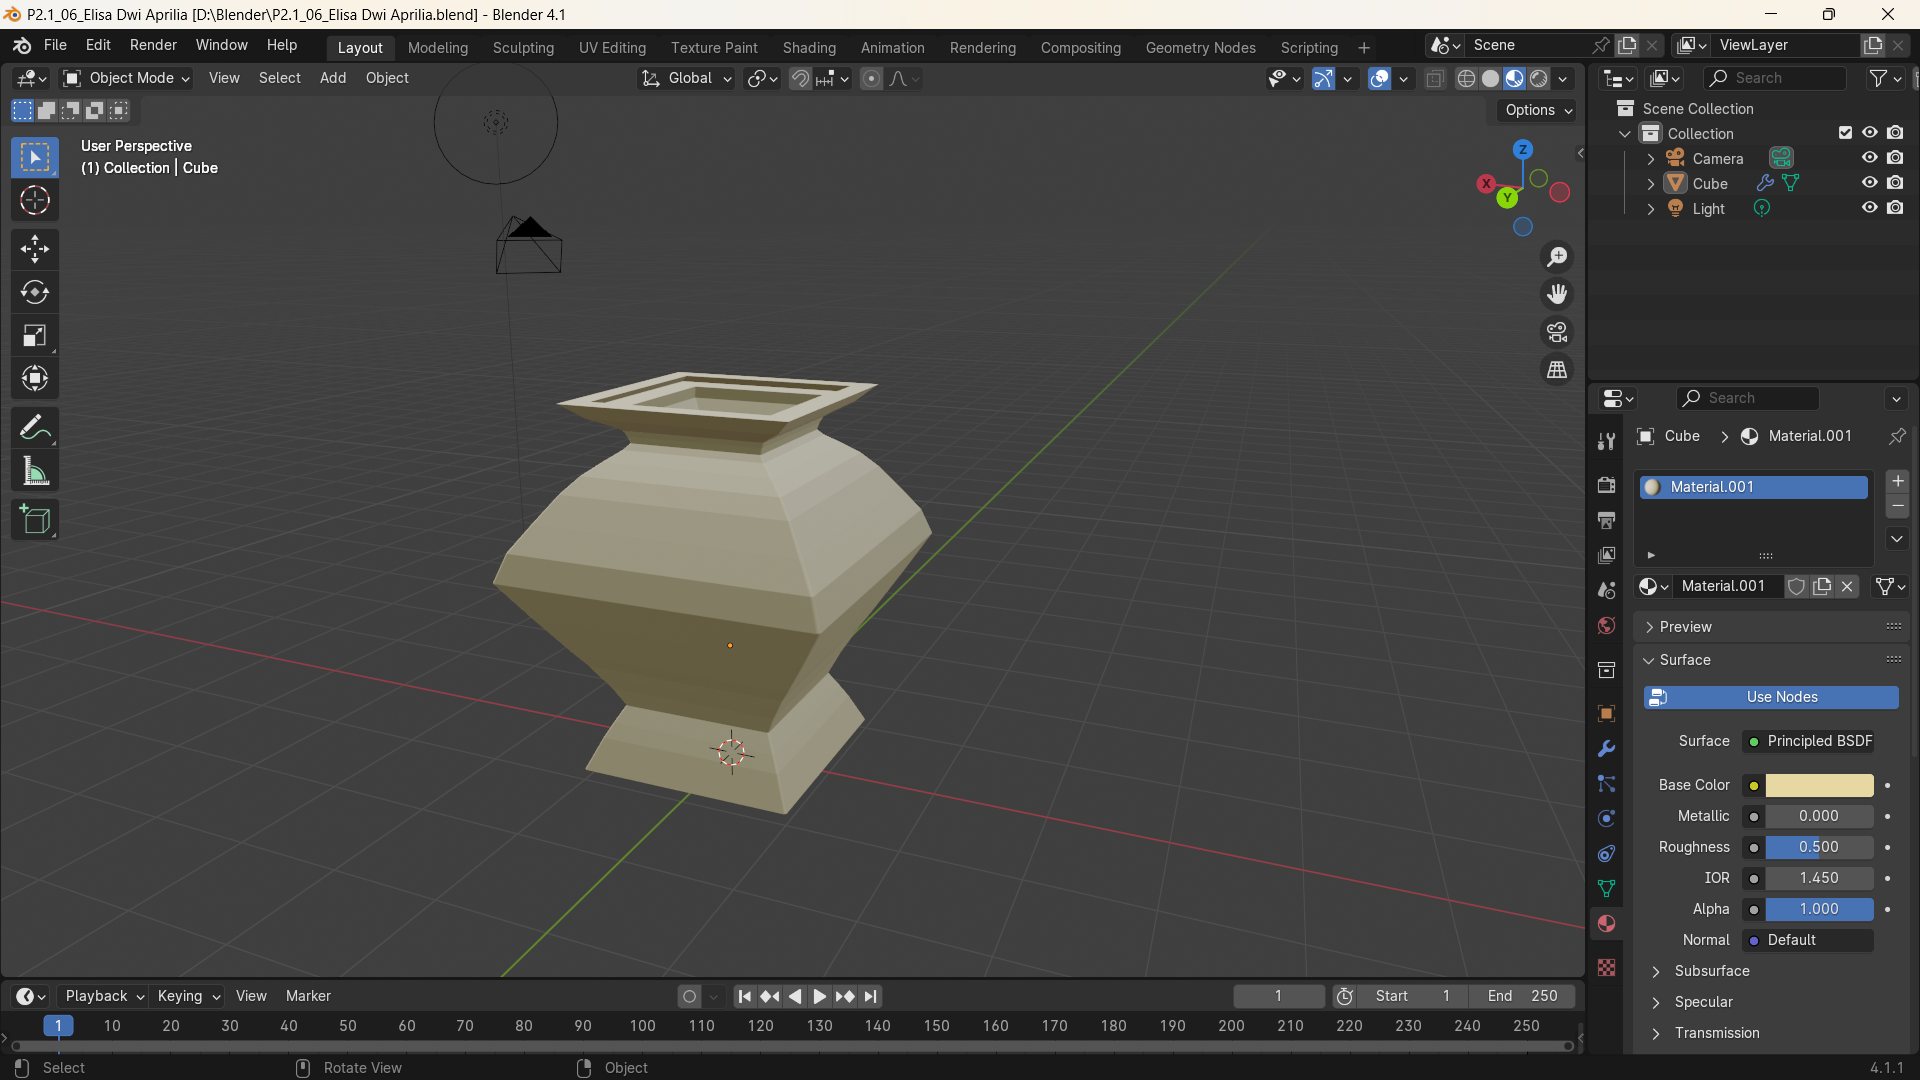 P2.1_06_Elisa Dwi Aprilia [D:\Blender\P2.1_06_Elisa Dwi Aprilia.blend] - Blender 4.1
File Edit Render Window Help Layout Modeling Sculpting UV Editing Texture Paint Shading Animation Rendering Compositing Geometry Nodes Scripting + Scene ViewLayer
Object Mode View Select Add Object Global Search
Options
User Perspective
(1) Collection | Cube
Z
X
Y
Scene Collection
Collection
Camera
Cube
Light
Search
Cube > Material.001
Material.001
Material.001
Preview
Surface
Use Nodes
Surface Principled BSDF
Base Color
Metallic 0.000
Roughness 0.500
IOR 1.450
Alpha 1.000
Normal Default
Subsurface
Specular
Transmission
Playback Keying View Marker 1 Start 1 End 250
1 10 20 30 40 50 60 70 80 90 100 110 120 130 140 150 160 170 180 190 200 210 220 230 240 250
Select Rotate View Object 4.1.1